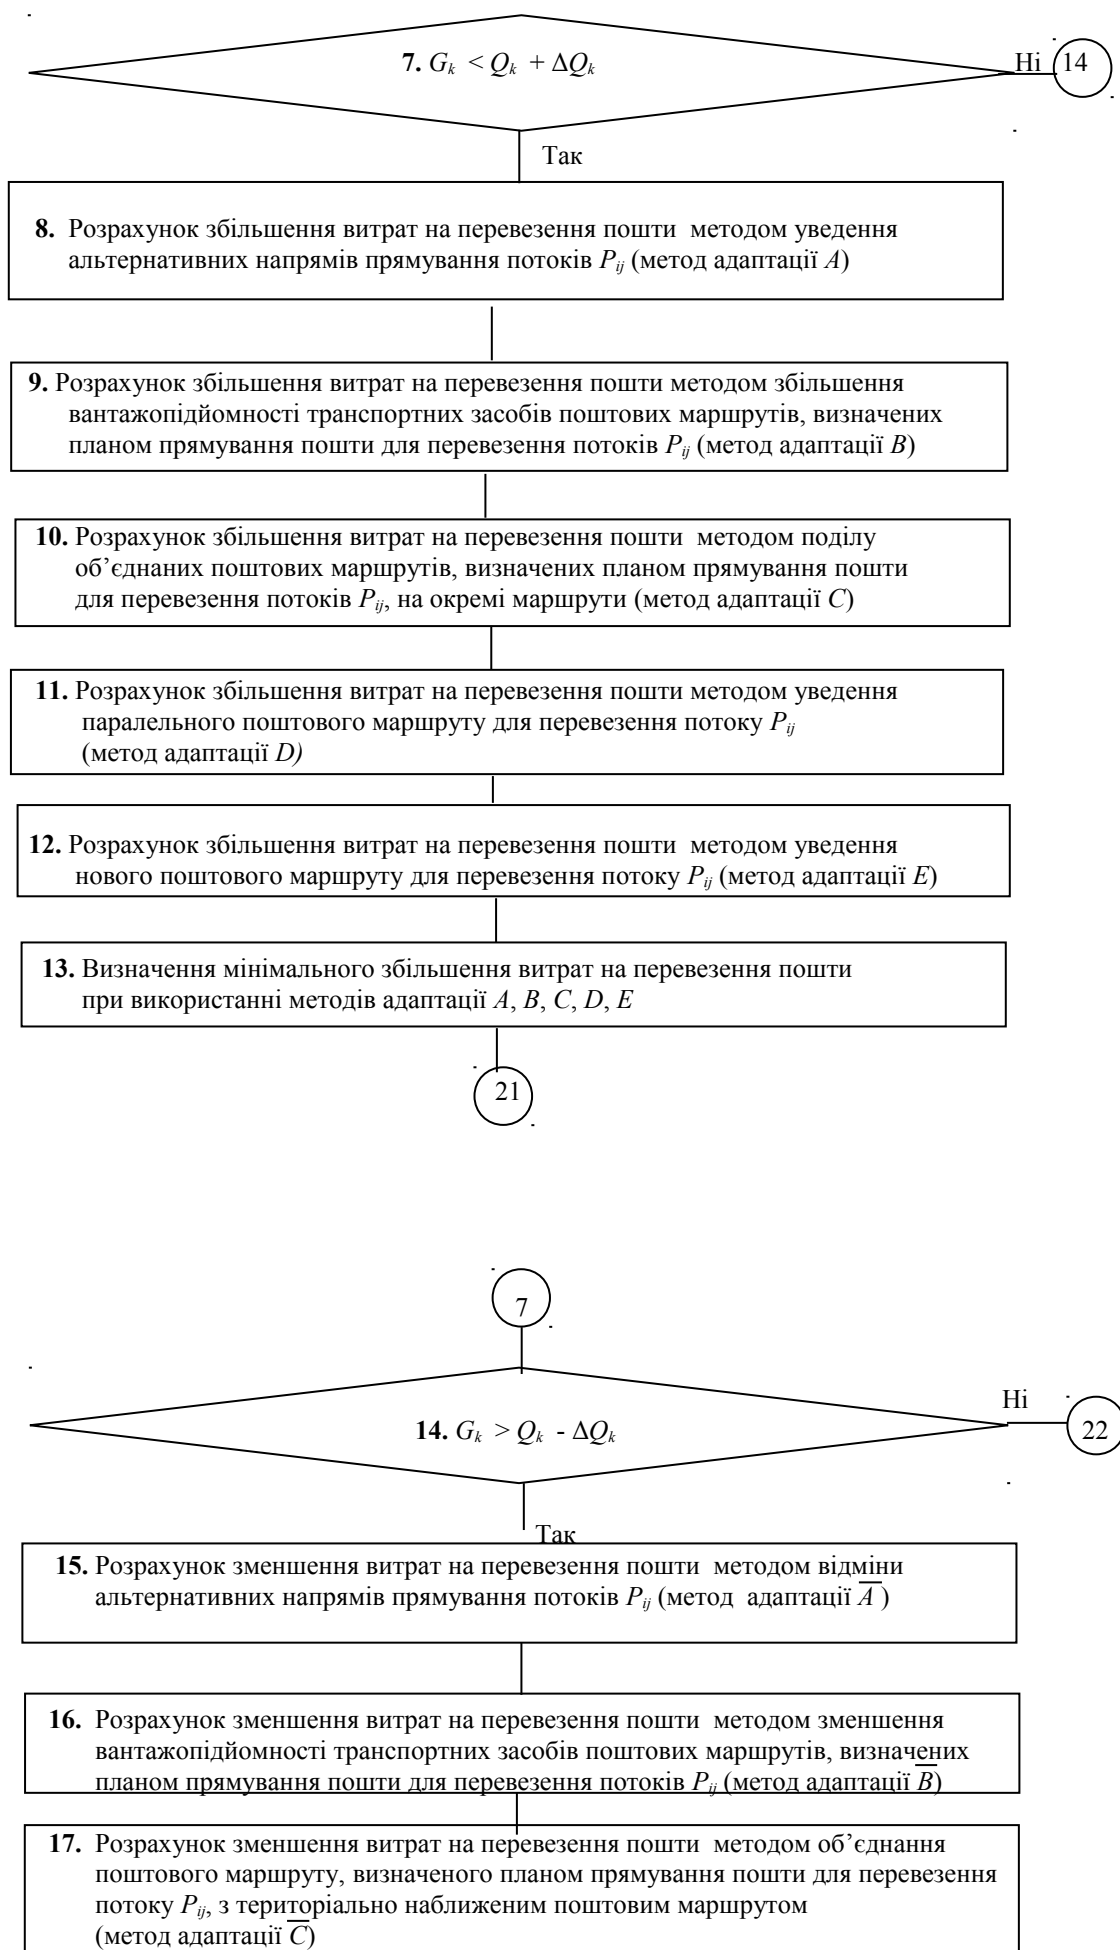 7. Gk < Qk + ΔQk
Ні
14
Так
8. Розрахунок збільшення витрат на перевезення пошти методом уведення
альтернативних напрямів прямування потоків Pij (метод адаптації A)
9. Розрахунок збільшення витрат на перевезення пошти методом збільшення
вантажопідйомності транспортних засобів поштових маршрутів, визначених
планом прямування пошти для перевезення потоків Pij (метод адаптації B)
10. Розрахунок збільшення витрат на перевезення пошти методом поділу
об’єднаних поштових маршрутів, визначених планом прямування пошти
для перевезення потоків Pij, на окремі маршрути (метод адаптації C)
11. Розрахунок збільшення витрат на перевезення пошти методом уведення
паралельного поштового маршруту для перевезення потоку Pij
(метод адаптації D)
12. Розрахунок збільшення витрат на перевезення пошти методом уведення
нового поштового маршруту для перевезення потоку Pij (метод адаптації E)
13. Визначення мінімального збільшення витрат на перевезення пошти
при використанні методів адаптації A, B, C, D, E
21
7
14. Gk > Qk - ΔQk
Ні
22
Так
15. Розрахунок зменшення витрат на перевезення пошти методом відміни
альтернативних напрямів прямування потоків Pij (метод адаптації A̅ )
16. Розрахунок зменшення витрат на перевезення пошти методом зменшення
вантажопідйомності транспортних засобів поштових маршрутів, визначених
планом прямування пошти для перевезення потоків Pij (метод адаптації B̅)
17. Розрахунок зменшення витрат на перевезення пошти методом об’єднання
поштового маршруту, визначеного планом прямування пошти для перевезення
потоку Pij, з територіально наближеним поштовим маршрутом
(метод адаптації C̅)